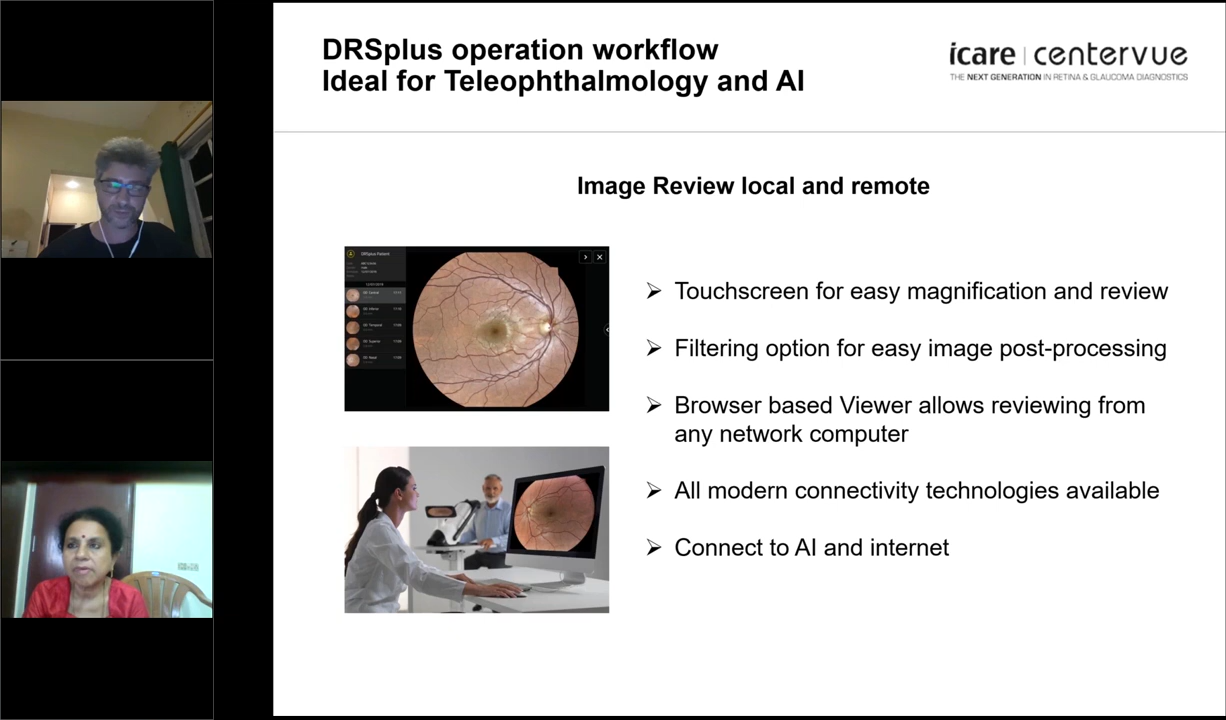 DRSplus operation workflow
Ideal for Teleophthalmology and AI
icare | centervue
THE NEXT GENERATION IN RETINA & GLAUCOMA DIAGNOSTICS
Image Review local and remote
DRSplus Patient
➢ Touchscreen for easy magnification and review
➢ Filtering option for easy image post-processing
➢ Browser based Viewer allows reviewing from
any network computer
➢ All modern connectivity technologies available
➢ Connect to AI and internet